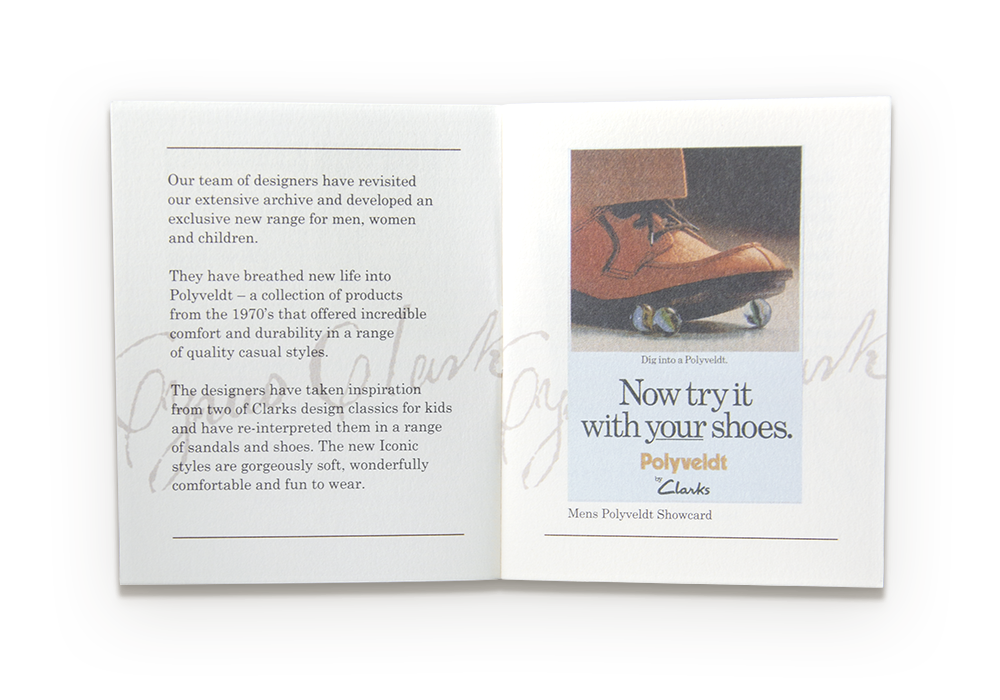 Our team of designers have revisited
our extensive archive and developed an
exclusive new range for men, women
and children.
They have breathed new life into
Polyveldt – a collection of products
from the 1970's that offered incredible
comfort and durability in a range
of quality casual styles.
The designers have taken inspiration
from two of Clarks design classics for kids
and have re-interpreted them in a range
of sandals and shoes. The new Iconic
styles are gorgeously soft, wonderfully
comfortable and fun to wear.
Cyrus Clark
Dig into a Polyveldt.
Now try it
with your shoes.
Polyveldt
by
Clarks
Mens Polyveldt Showcard